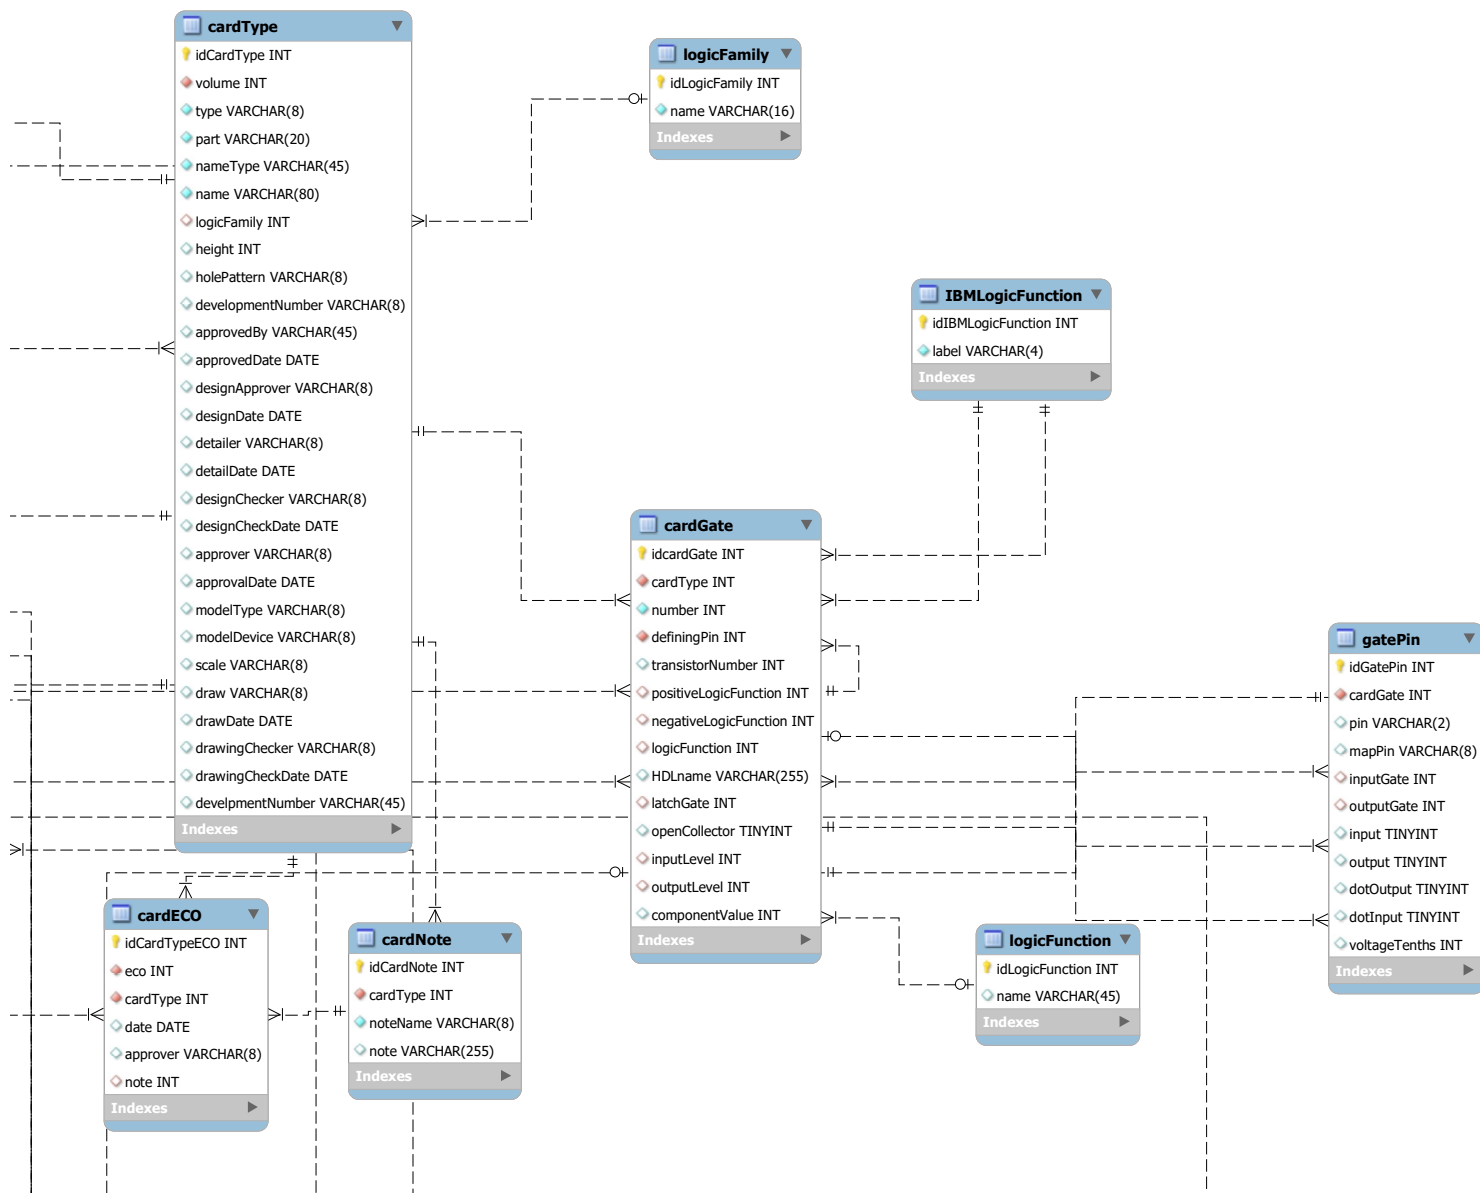 cardType
idCardType INT
volume INT
type VARCHAR(8)
part VARCHAR(20)
nameType VARCHAR(45)
name VARCHAR(80)
logicFamily INT
height INT
holePattern VARCHAR(8)
developmentNumber VARCHAR(8)
approvedBy VARCHAR(45)
approvedDate DATE
designApprover VARCHAR(8)
designDate DATE
detailer VARCHAR(8)
detailDate DATE
designChecker VARCHAR(8)
designCheckDate DATE
approver VARCHAR(8)
approvalDate DATE
modelType VARCHAR(8)
modelDevice VARCHAR(8)
scale VARCHAR(8)
draw VARCHAR(8)
drawDate DATE
drawingChecker VARCHAR(8)
drawingCheckDate DATE
develpmentNumber VARCHAR(45)
Indexes
logicFamily
idLogicFamily INT
name VARCHAR(16)
Indexes
IBMLogicFunction
idIBMLogicFunction INT
label VARCHAR(4)
Indexes
cardGate
idcardGate INT
cardType INT
number INT
definingPin INT
transistorNumber INT
positiveLogicFunction INT
negativeLogicFunction INT
logicFunction INT
HDLname VARCHAR(255)
latchGate INT
openCollector TINYINT
inputLevel INT
outputLevel INT
componentValue INT
Indexes
gatePin
idGatePin INT
cardGate INT
pin VARCHAR(2)
mapPin VARCHAR(8)
inputGate INT
outputGate INT
input TINYINT
output TINYINT
dotOutput TINYINT
dotInput TINYINT
voltageTenths INT
Indexes
cardECO
idCardTypeECO INT
eco INT
cardType INT
date DATE
approver VARCHAR(8)
note INT
Indexes
cardNote
idCardNote INT
cardType INT
noteName VARCHAR(8)
note VARCHAR(255)
Indexes
logicFunction
idLogicFunction INT
name VARCHAR(45)
Indexes